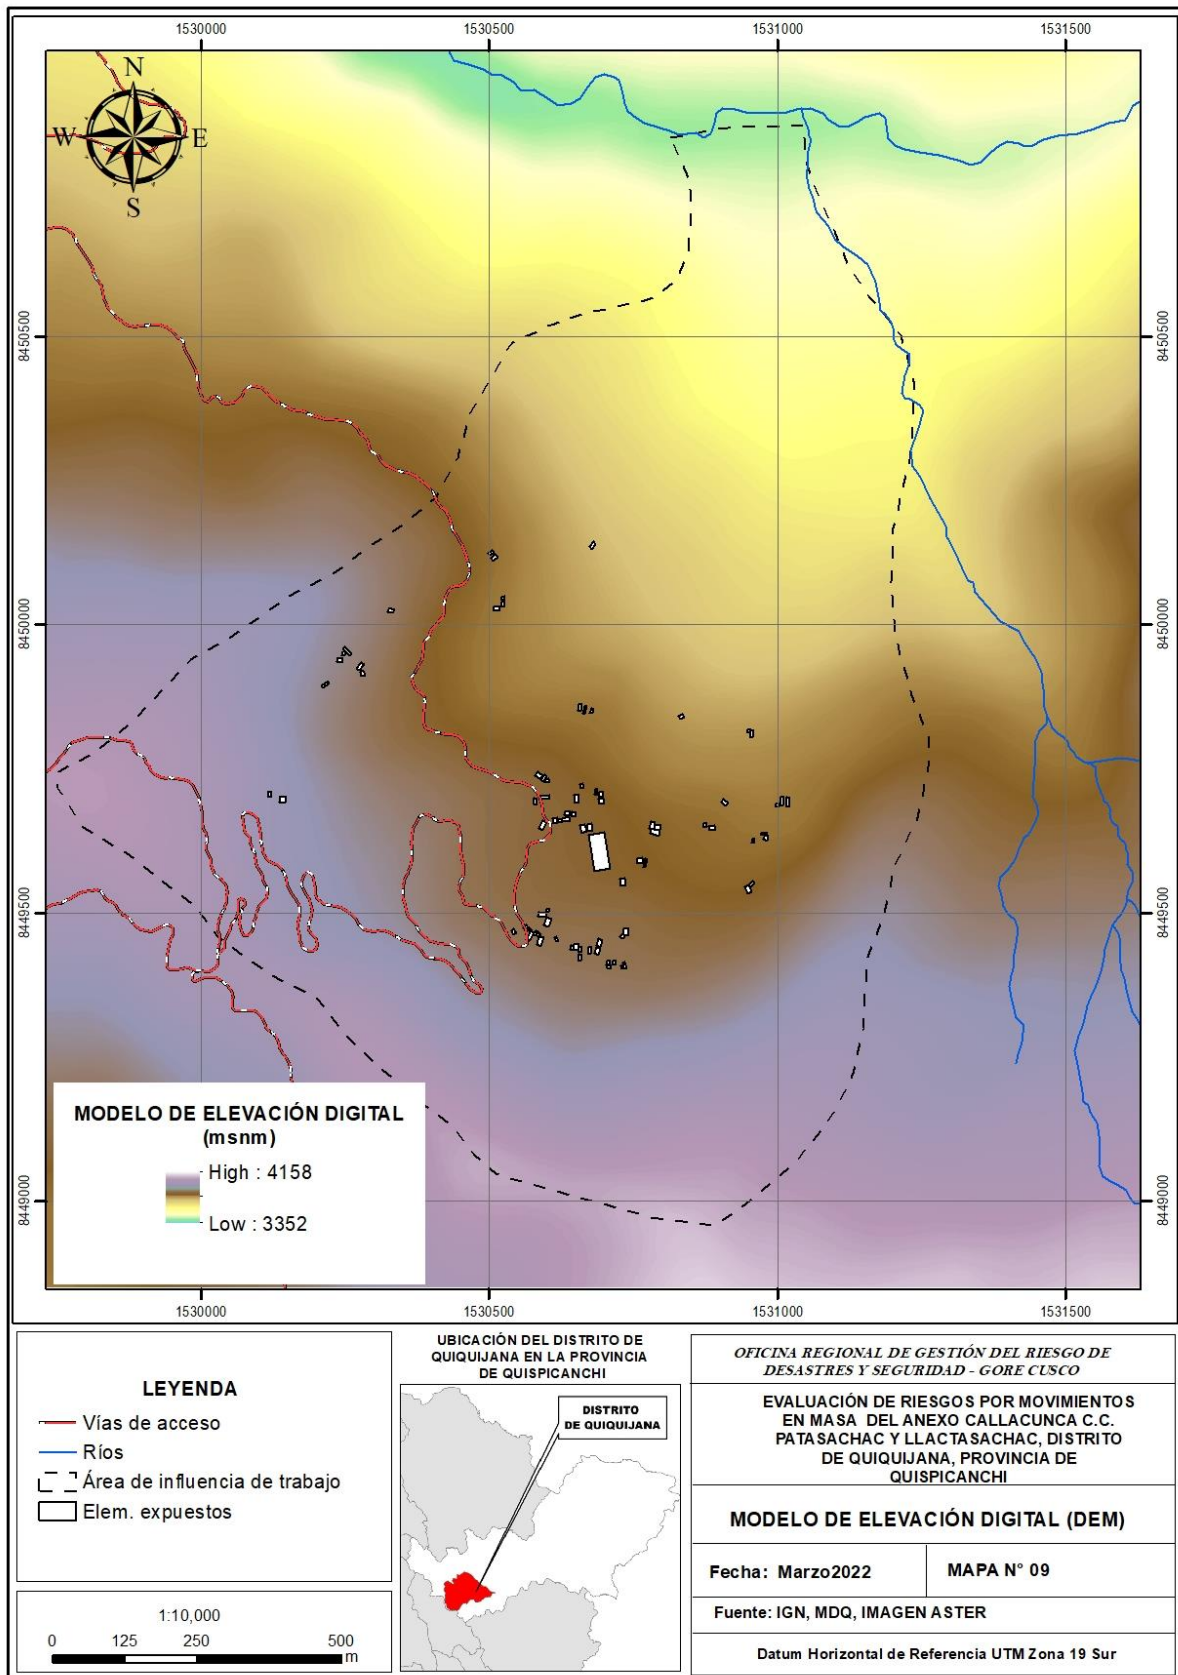 1530000 1530500 1531000 1531500
N
W E
S
8450500 8450500
8450000 8450000
8449500 8449500
8449000 8449000
MODELO DE ELEVACIÓN DIGITAL
(msnm)
High : 4158
Low : 3352
1530000 1530500 1531000 1531500
LEYENDA
Vías de acceso
Ríos
Área de influencia de trabajo
Elem. expuestos
1:10,000
0 125 250 500
m
UBICACIÓN DEL DISTRITO DE
QUIQUIJANA EN LA PROVINCIA
DE QUISPICANCHI
DISTRITO
DE QUIQUIJANA
OFICINA REGIONAL DE GESTIÓN DEL RIESGO DE
DESASTRES Y SEGURIDAD - GORE CUSCO
EVALUACIÓN DE RIESGOS POR MOVIMIENTOS
EN MASA DEL ANEXO CALLACUNCA C.C.
PATASACHAC Y LLACTASACHAC, DISTRITO
DE QUIQUIJANA, PROVINCIA DE
QUISPICANCHI
MODELO DE ELEVACIÓN DIGITAL (DEM)
Fecha: Marzo2022
MAPA N° 09
Fuente: IGN, MDQ, IMAGEN ASTER
Datum Horizontal de Referencia UTM Zona 19 Sur